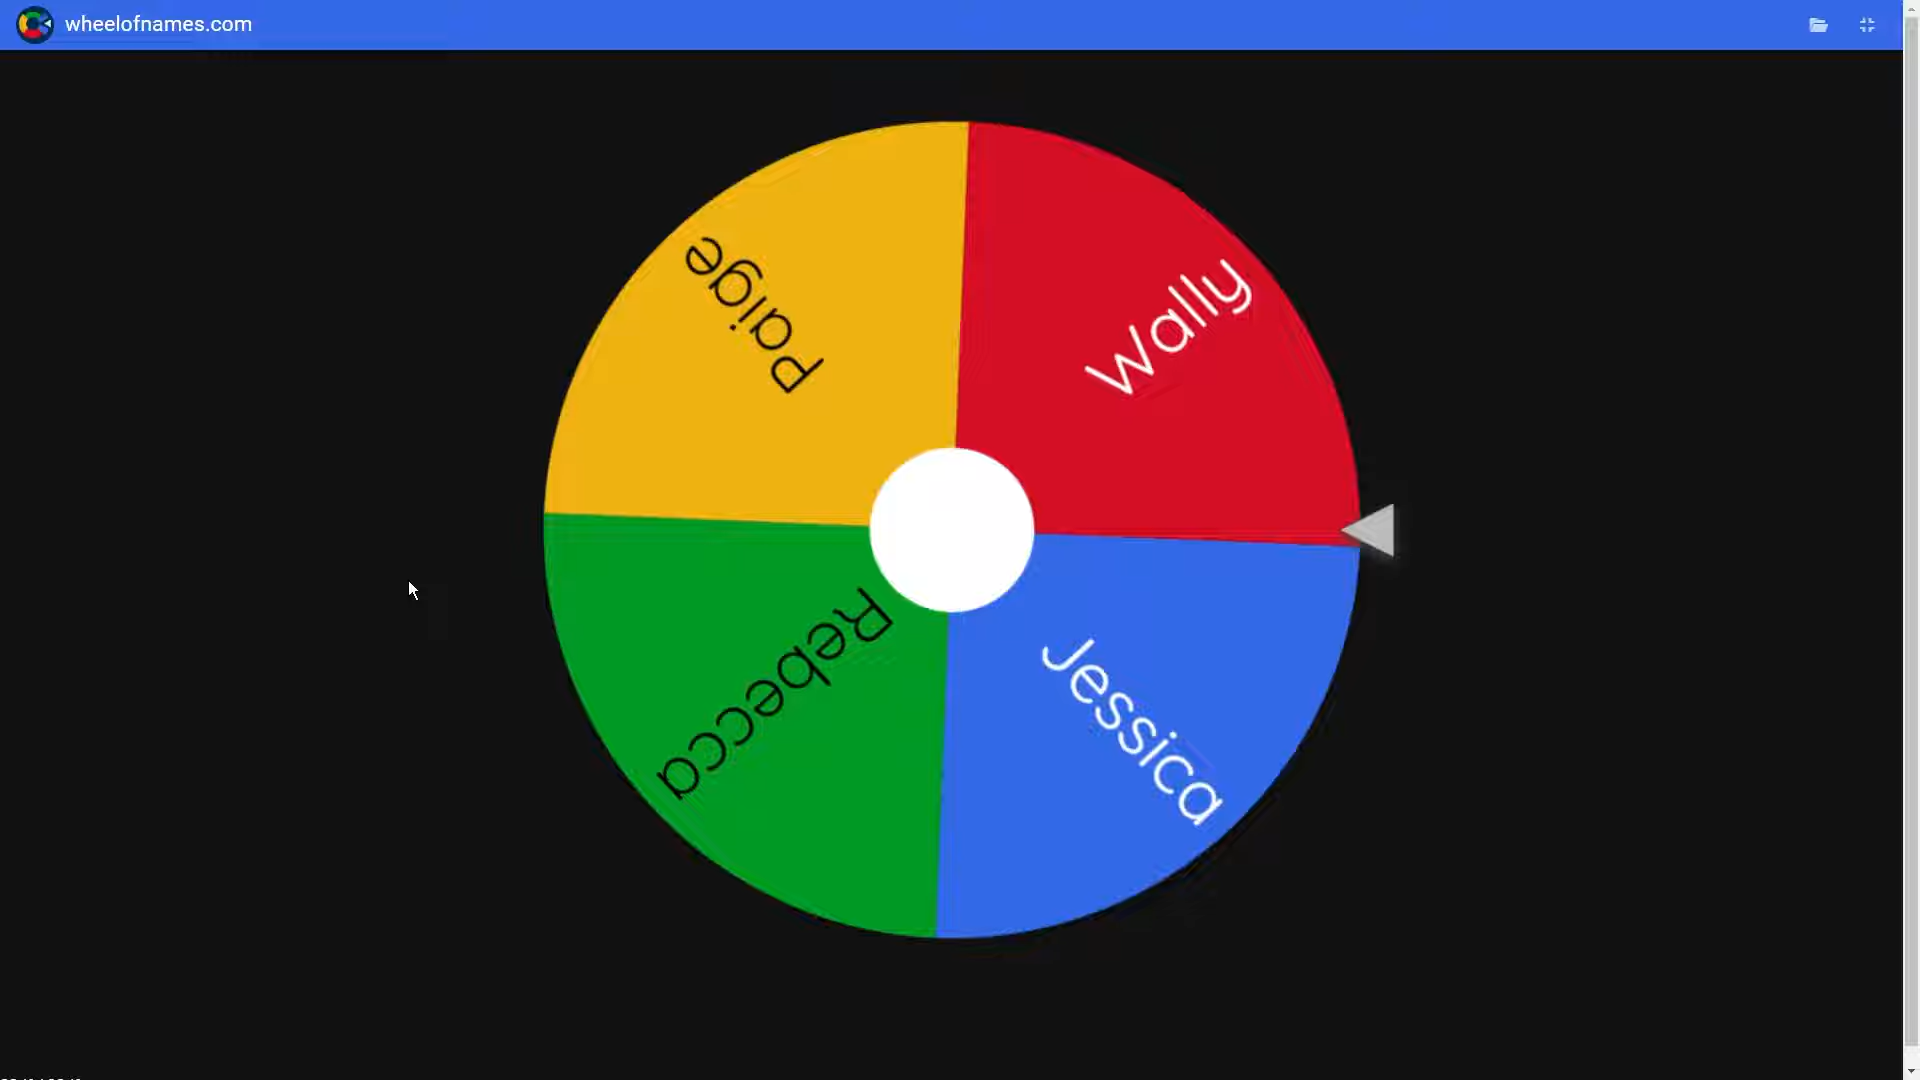 wheelofnames.com
Paige
Wally
Rebecca
Jessica